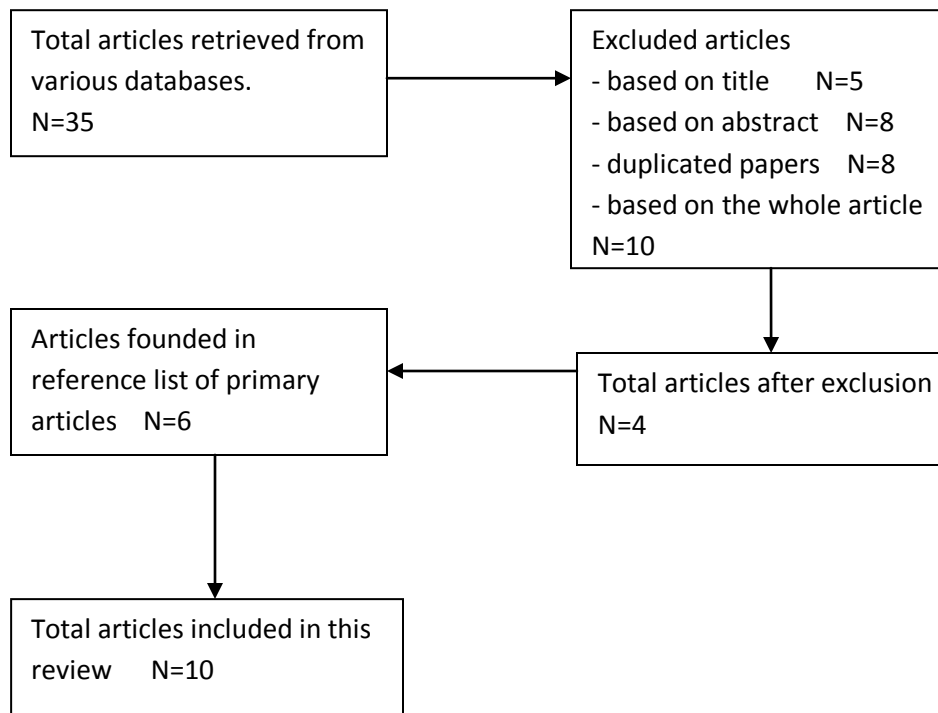 Total articles retrieved from
various databases.
N=35
Excluded articles
- based on title N=5
- based on abstract N=8
- duplicated papers N=8
- based on the whole article
N=10
Total articles after exclusion
N=4
Articles founded in
reference list of primary
articles N=6
Total articles included in this
review N=10